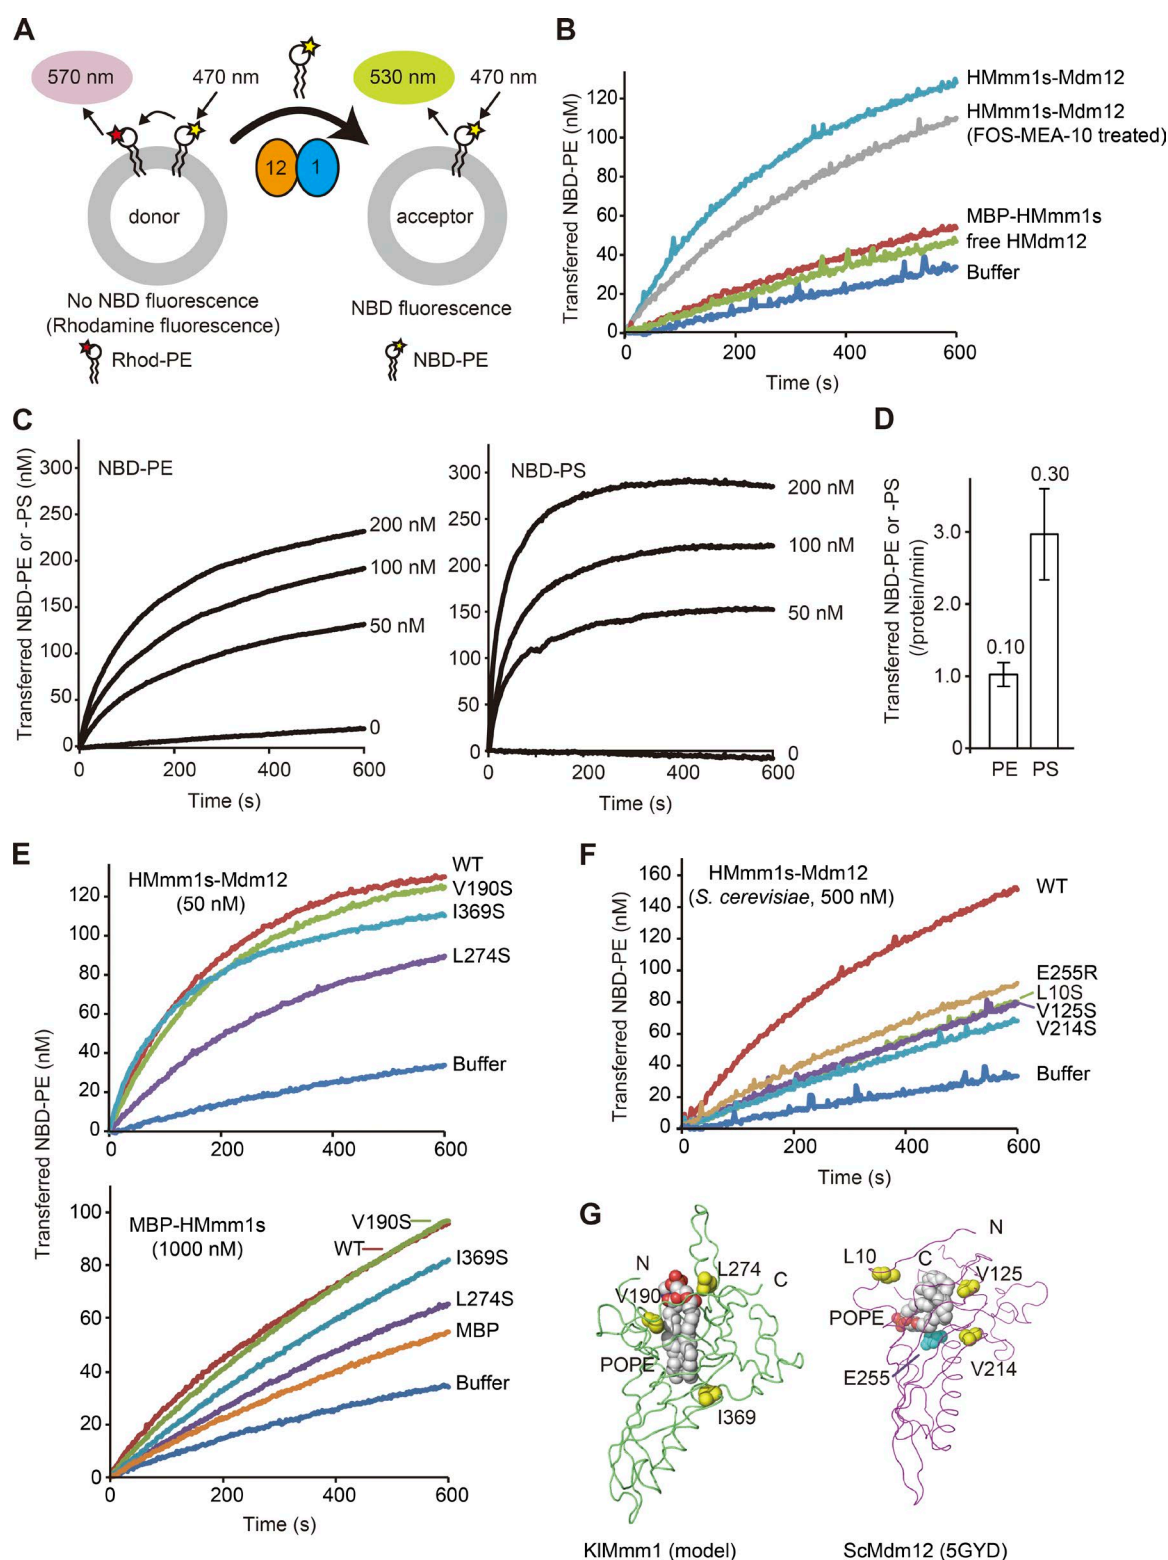 A
570 nm
470 nm
530 nm
470 nm
12
1
donor
acceptor
No NBD fluorescence
(Rhodamine fluorescence)
NBD fluorescence
Rhod-PE
NBD-PE
B
Transferred NBD-PE (nM)
120
100
80
60
40
20
0
0
200
400
600
Time (s)
HMmm1s-Mdm12
HMmm1s-Mdm12
(FOS-MEA-10 treated)
MBP-HMmm1s
free HMdm12
Buffer
C
Transferred NBD-PE or -PS (nM)
NBD-PE
300
250
200
150
100
50
0
0
200
400
600
Time (s)
200 nM
100 nM
50 nM
0
NBD-PS
300
250
200
150
100
50
0
0
200
400
600
Time (s)
200 nM
100 nM
50 nM
0
D
Transferred NBD-PE or -PS
(/protein/min)
3.0
2.0
1.0
0
0.10
0.30
PE
PS
E
Transferred NBD-PE (nM)
HMmm1s-Mdm12
(50 nM)
120
100
80
60
40
20
0
0
200
400
600
WT
V190S
I369S
L274S
Buffer
MBP-HMmm1s
(1000 nM)
100
80
60
40
20
0
0
200
400
600
Time (s)
V190S
WT
I369S
L274S
MBP
Buffer
F
Transferred NBD-PE (nM)
HMmm1s-Mdm12
(S. cerevisiae, 500 nM)
160
140
120
100
80
60
40
20
0
0
200
400
600
Time (s)
WT
E255R
L10S
V125S
V214S
Buffer
G
N
L274
C
V190
POPE
I369
KlMmm1 (model)
N
L10
C
V125
POPE
E255
V214
ScMdm12 (5GYD)